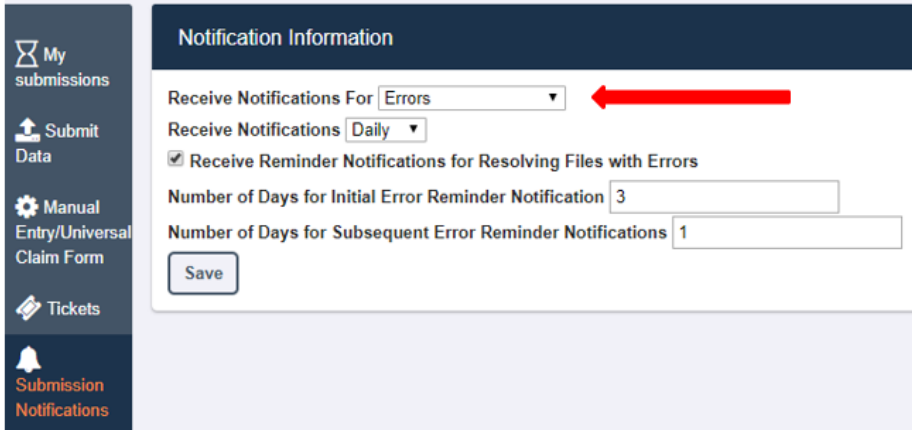 My
submissions
Submit
Data
Manual
Entry/Universal
Claim Form
Tickets
Submission
Notifications
Notification Information
Receive Notifications For Errors
Receive Notifications Daily
Receive Reminder Notifications for Resolving Files with Errors
Number of Days for Initial Error Reminder Notification 3
Number of Days for Subsequent Error Reminder Notifications 1
Save